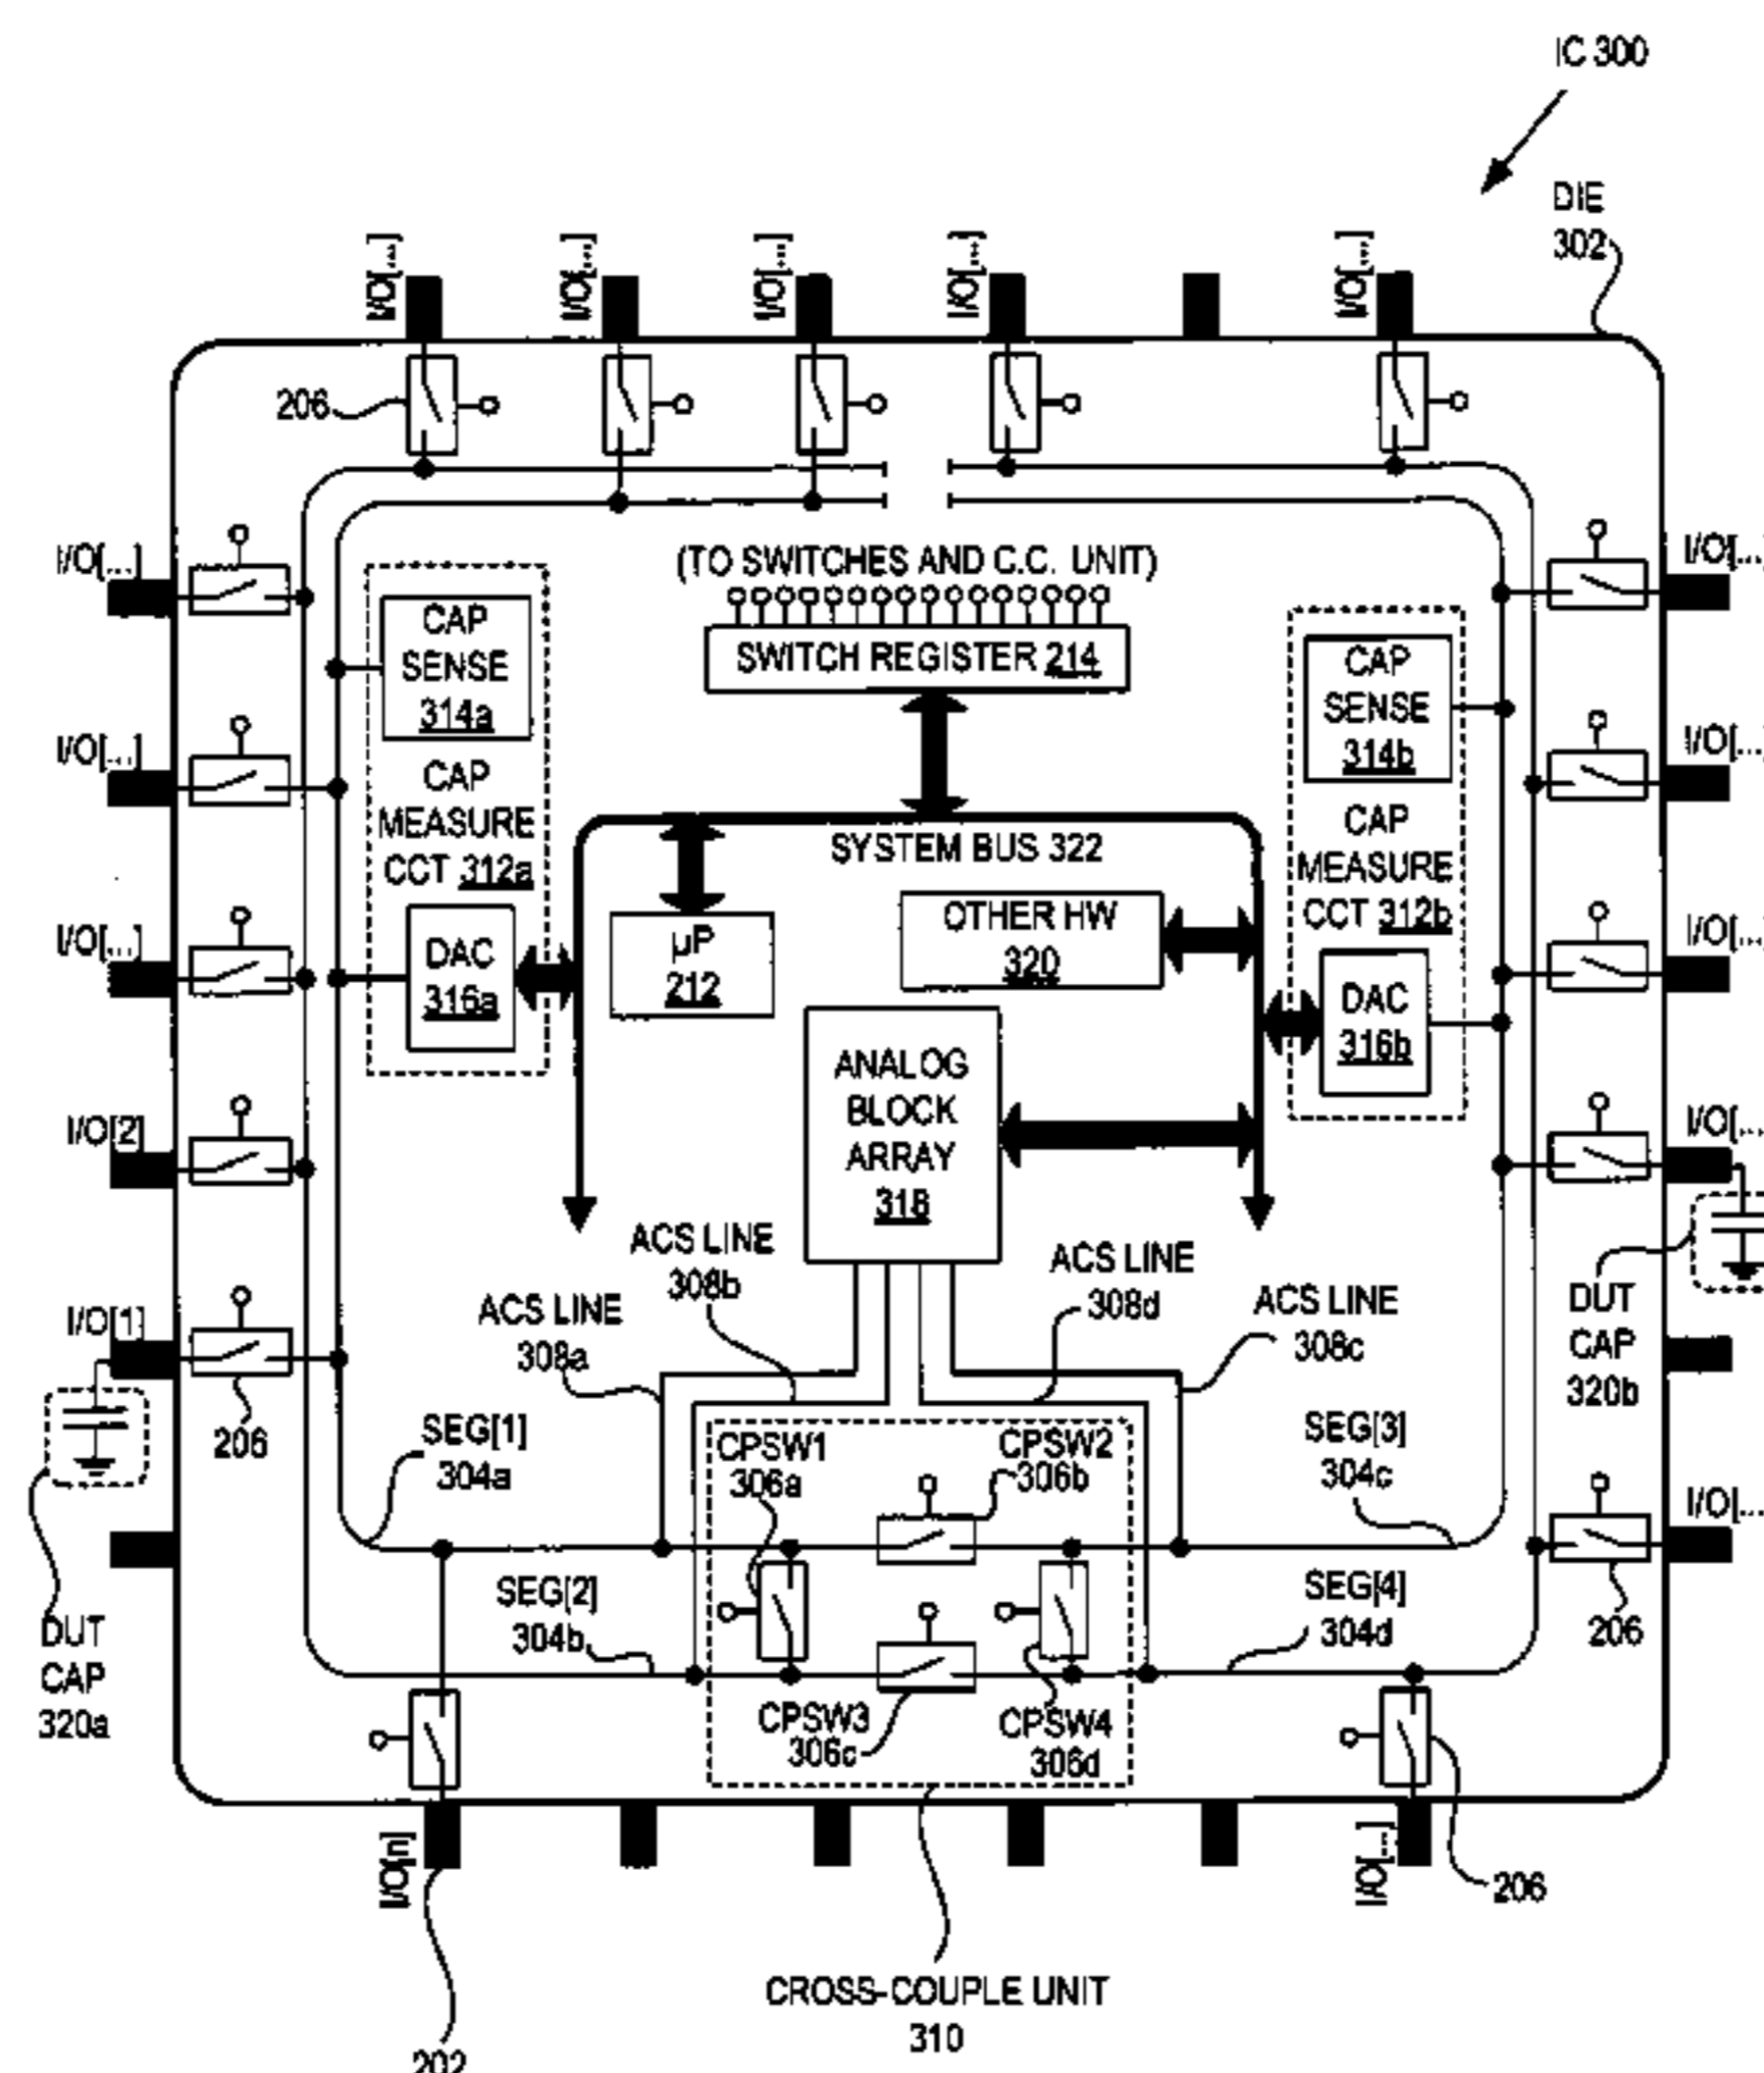 IC 300
DIE
302
I/O[...]
I/O[...]
I/O[...]
I/O[...]
I/O[...]
206
(TO SWITCHES AND C.C. UNIT)
SWITCH REGISTER 214
I/O[...]
I/O[...]
I/O[...]
I/O[2]
I/O[1]
CAP
SENSE
314a
CAP
MEASURE
CCT 312a
DAC
316a
SYSTEM BUS 322
µP
212
OTHER HW
320
ANALOG
BLOCK
ARRAY
318
CAP
SENSE
314b
CAP
MEASURE
CCT 312b
DAC
316b
I/O[...
I/O[...
I/O[...
I/O[...
I/O[...
ACS LINE
308a
ACS LINE
308b
ACS LINE
308d
ACS LINE
308c
DUT
CAP
320b
206
SEG[1]
304a
CPSW1
306a
CPSW2
306b
SEG[3]
304c
SEG[2]
304b
SEG[4]
304d
206
DUT
CAP
320a
CPSW3
306c
CPSW4
306d
I/O[n]
I/O[...]
206
CROSS-COUPLE UNIT
310
202